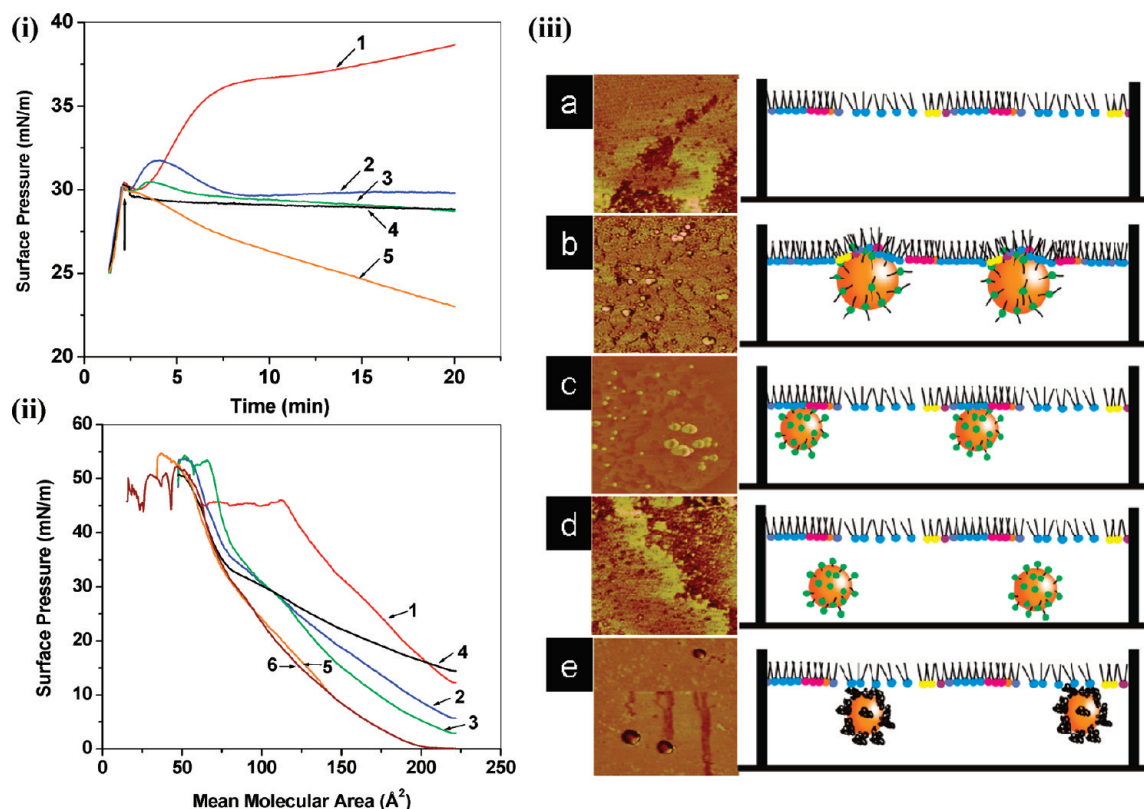 (i)
40
35
30
25
20
Surface Pressure (mN/m)
0 5 10 15 20
Time (min)
1
2
3
4
5
(ii)
60
50
40
30
20
10
0
Surface Pressure (mN/m)
0 50 100 150 200 250
Mean Molecular Area (Å²)
1
4
6 5
2
3
(iii)
a
b
c
d
e